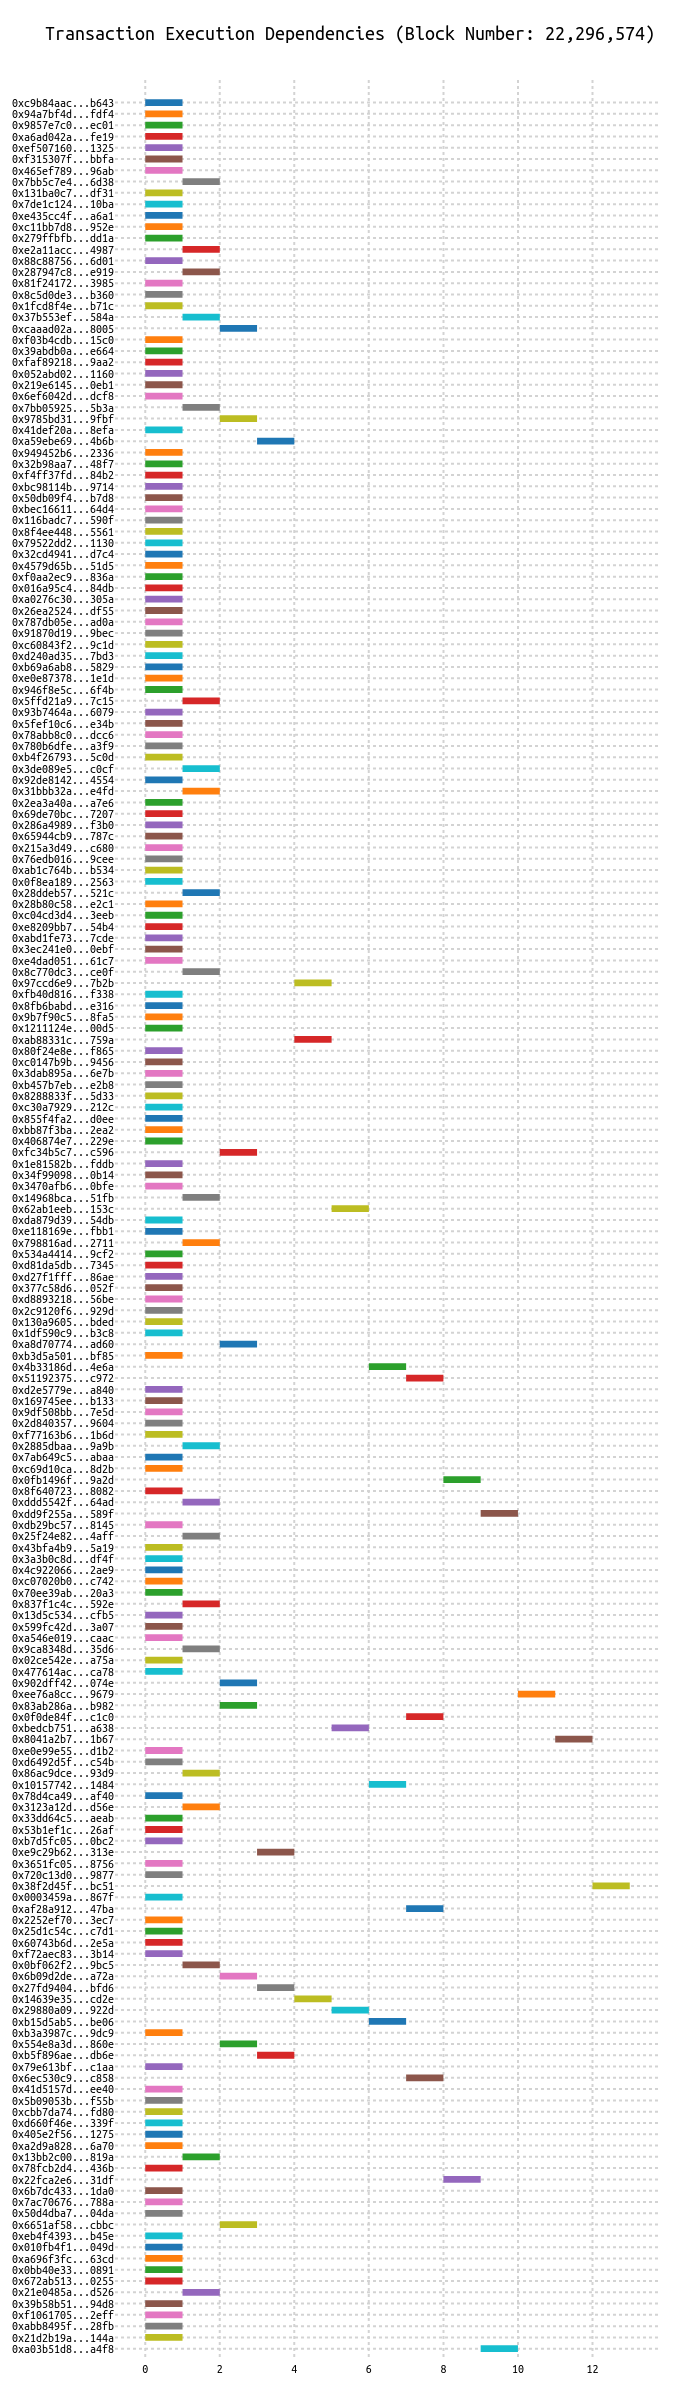 Transaction Execution Dependencies (Block Number: 22,296,574)
0xc9b84aac...b643
0x94a7bf4d...fdf4
0x9857e7c0...ec01
0xa6ad042a...fe19
0xef507160...1325
0xf315307f...bbfa
0x465ef789...96ab
0x7bb5c7e4...6d38
0x131ba0c7...df31
0x7de1c124...10ba
0xe435cc4f...a6a1
0xc11bb7d8...952e
0x279ffbfb...dd1a
0xe2a11acc...4987
0x88c88756...6d01
0x287947c8...e919
0x81f24172...3985
0x8c5d0de3...b360
0x1fcd8f4e...b71c
0x37b553ef...584a
0xcaaad02a...8005
0xf03b4cdb...15c0
0x39abdb0a...e664
0xfaf89218...9aa2
0x052abd02...1160
0x219e6145...0eb1
0x6ef6042d...dcf8
0x7bb05925...5b3a
0x9785bd31...9fbf
0x41def20a...8efa
0xa59ebe69...4b6b
0x949452b6...2336
0x32b98aa7...48f7
0xf4ff37fd...84b2
0xbc98114b...9714
0x50db09f4...b7d8
0xbec16611...64d4
0x116badc7...590f
0x8f4ee448...5561
0x79522dd2...1130
0x32cd4941...d7c4
0x4579d65b...51d5
0xf0aa2ec9...836a
0x016a95c4...84db
0xa0276c30...305a
0x26ea2524...df55
0x787db05e...ad0a
0x91870d19...9bec
0xc60843f2...9c1d
0xd240ad35...7bd3
0xb69a6ab8...5829
0xe0e87378...1e1d
0x946f8e5c...6f4b
0x5ffd21a9...7c15
0x93b7464a...6079
0x5fef10c6...e34b
0x78abb8c0...dcc6
0x780b6dfe...a3f9
0xb4f26793...5c0d
0x3de089e5...c0cf
0x92de8142...4554
0x31bbb32a...e4fd
0x2ea3a40a...a7e6
0x69de70bc...7207
0x286a4989...f3b0
0x65944cb9...787c
0x215a3d49...c680
0x76edb016...9cee
0xab1c764b...b534
0x0f8ea189...2563
0x28ddeb57...521c
0x28b80c58...e2c1
0xc04cd3d4...3eeb
0xe8209bb7...54b4
0xabd1fe73...7cde
0x3ec241e0...0ebf
0xe4dad051...61c7
0x8c770dc3...ce0f
0x97ccd6e9...7b2b
0xfb40d816...f338
0x8fb6babd...e316
0x9b7f90c5...8fa5
0x1211124e...00d5
0xab88331c...759a
0x80f24e8e...f865
0xc0147b9b...9456
0x3dab895a...6e7b
0xb457b7eb...e2b8
0x8288833f...5d33
0xc30a7929...212c
0x855f4fa2...d0ee
0xbb87f3ba...2ea2
0x406874e7...229e
0xfc34b5c7...c596
0x1e81582b...fddb
0x34f99098...0b14
0x3470afb6...0bfe
0x14968bca...51fb
0x62ab1eeb...153c
0xda879d39...54db
0xe118169e...fbb1
0x798816ad...2711
0x534a4414...9cf2
0xd81da5db...7345
0xd27f1fff...86ae
0x377c58d6...052f
0xd8893218...56be
0x2c9120f6...929d
0x130a9605...bded
0x1df590c9...b3c8
0xa8d70774...ad60
0xb3d5a501...bf85
0x4b33186d...4e6a
0x51192375...c972
0xd2e5779e...a840
0x169745ee...b133
0x9df508bb...7e5d
0x2d840357...9604
0xf77163b6...1b6d
0x2885dbaa...9a9b
0x7ab649c5...abaa
0xc69d10ca...8d2b
0x0fb1496f...9a2d
0x8f640723...8082
0xddd5542f...64ad
0xdd9f255a...589f
0xdb29bc57...8145
0x25f24e82...4aff
0x43bfa4b9...5a19
0x3a3b0c8d...df4f
0x4c922066...2ae9
0xc07020b0...c742
0x70ee39ab...20a3
0x837f1c4c...592e
0x13d5c534...cfb5
0x599fc42d...3a07
0xa546e019...caac
0x9ca8348d...35d6
0x02ce542e...a75a
0x477614ac...ca78
0x902dff42...074e
0xee76a8cc...9679
0x83ab286a...b982
0x0f0de84f...c1c0
0xbedcb751...a638
0x8041a2b7...1b67
0xe0e99e55...d1b2
0xd6492d5f...c54b
0x86ac9dce...93d9
0x10157742...1484
0x78d4ca49...af40
0x3123a12d...d56e
0x33dd64c5...aeab
0x53b1ef1c...26af
0xb7d5fc05...0bc2
0xe9c29b62...313e
0x3651fc05...8756
0x720c13d0...9877
0x38f2d45f...bc51
0x0003459a...867f
0xaf28a912...47ba
0x2252ef70...3ec7
0x25d1c54c...c7d1
0x60743b6d...2e5a
0xf72aec83...3b14
0x0bf062f2...9bc5
0x6b09d2de...a72a
0x27fd9404...bfd6
0x14639e35...cd2e
0x29880a09...922d
0xb15d5ab5...be06
0xb3a3987c...9dc9
0x554e8a3d...860e
0xb5f896ae...db6e
0x79e613bf...c1aa
0x6ec530c9...c858
0x41d5157d...ee40
0x5b09053b...f55b
0xcbb7da74...fd80
0xd660f46e...339f
0x405e2f56...1275
0xa2d9a828...6a70
0x13bb2c00...819a
0x78fcb2d4...436b
0x22fca2e6...31df
0x6b7dc433...1da0
0x7ac70676...788a
0x50d4dba7...04da
0x6651af58...cbbc
0xeb4f4393...b45e
0x010fb4f1...049d
0xa696f3fc...63cd
0x0bb40e33...0891
0x672ab513...0255
0x21e0485a...d526
0x39b58b51...94d8
0xf1061705...2eff
0xabb8495f...28fb
0x21d2b19a...144a
0xa03b51d8...a4f8
0 2 4 6 8 10 12